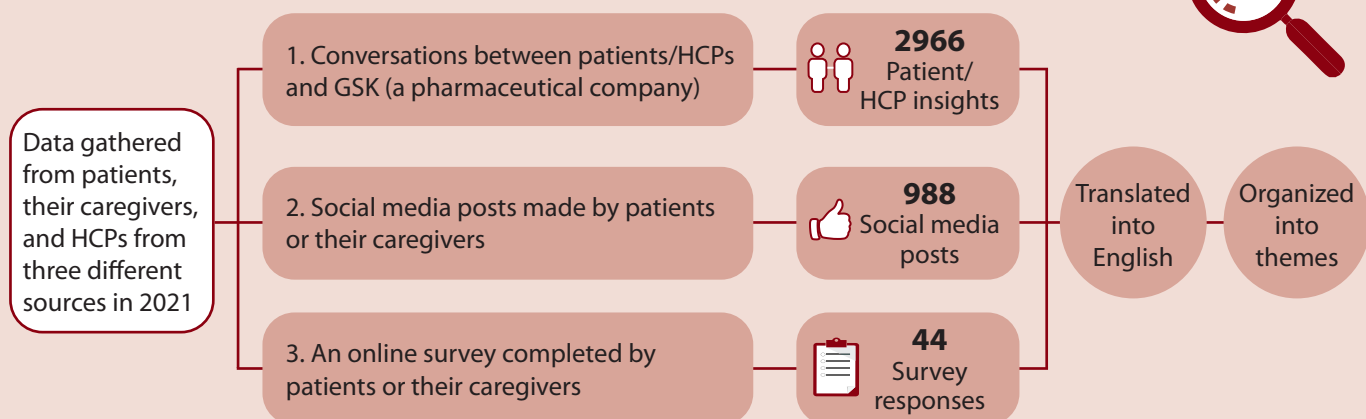 Data gathered
from patients,
their caregivers,
and HCPs from
three different
sources in 2021
1. Conversations between patients/HCPs
and GSK (a pharmaceutical company)
2966
Patient/
HCP insights
2. Social media posts made by patients
or their caregivers
988
Social media
posts
3. An online survey completed by
patients or their caregivers
44
Survey
responses
Translated
into
English
Organized
into
themes